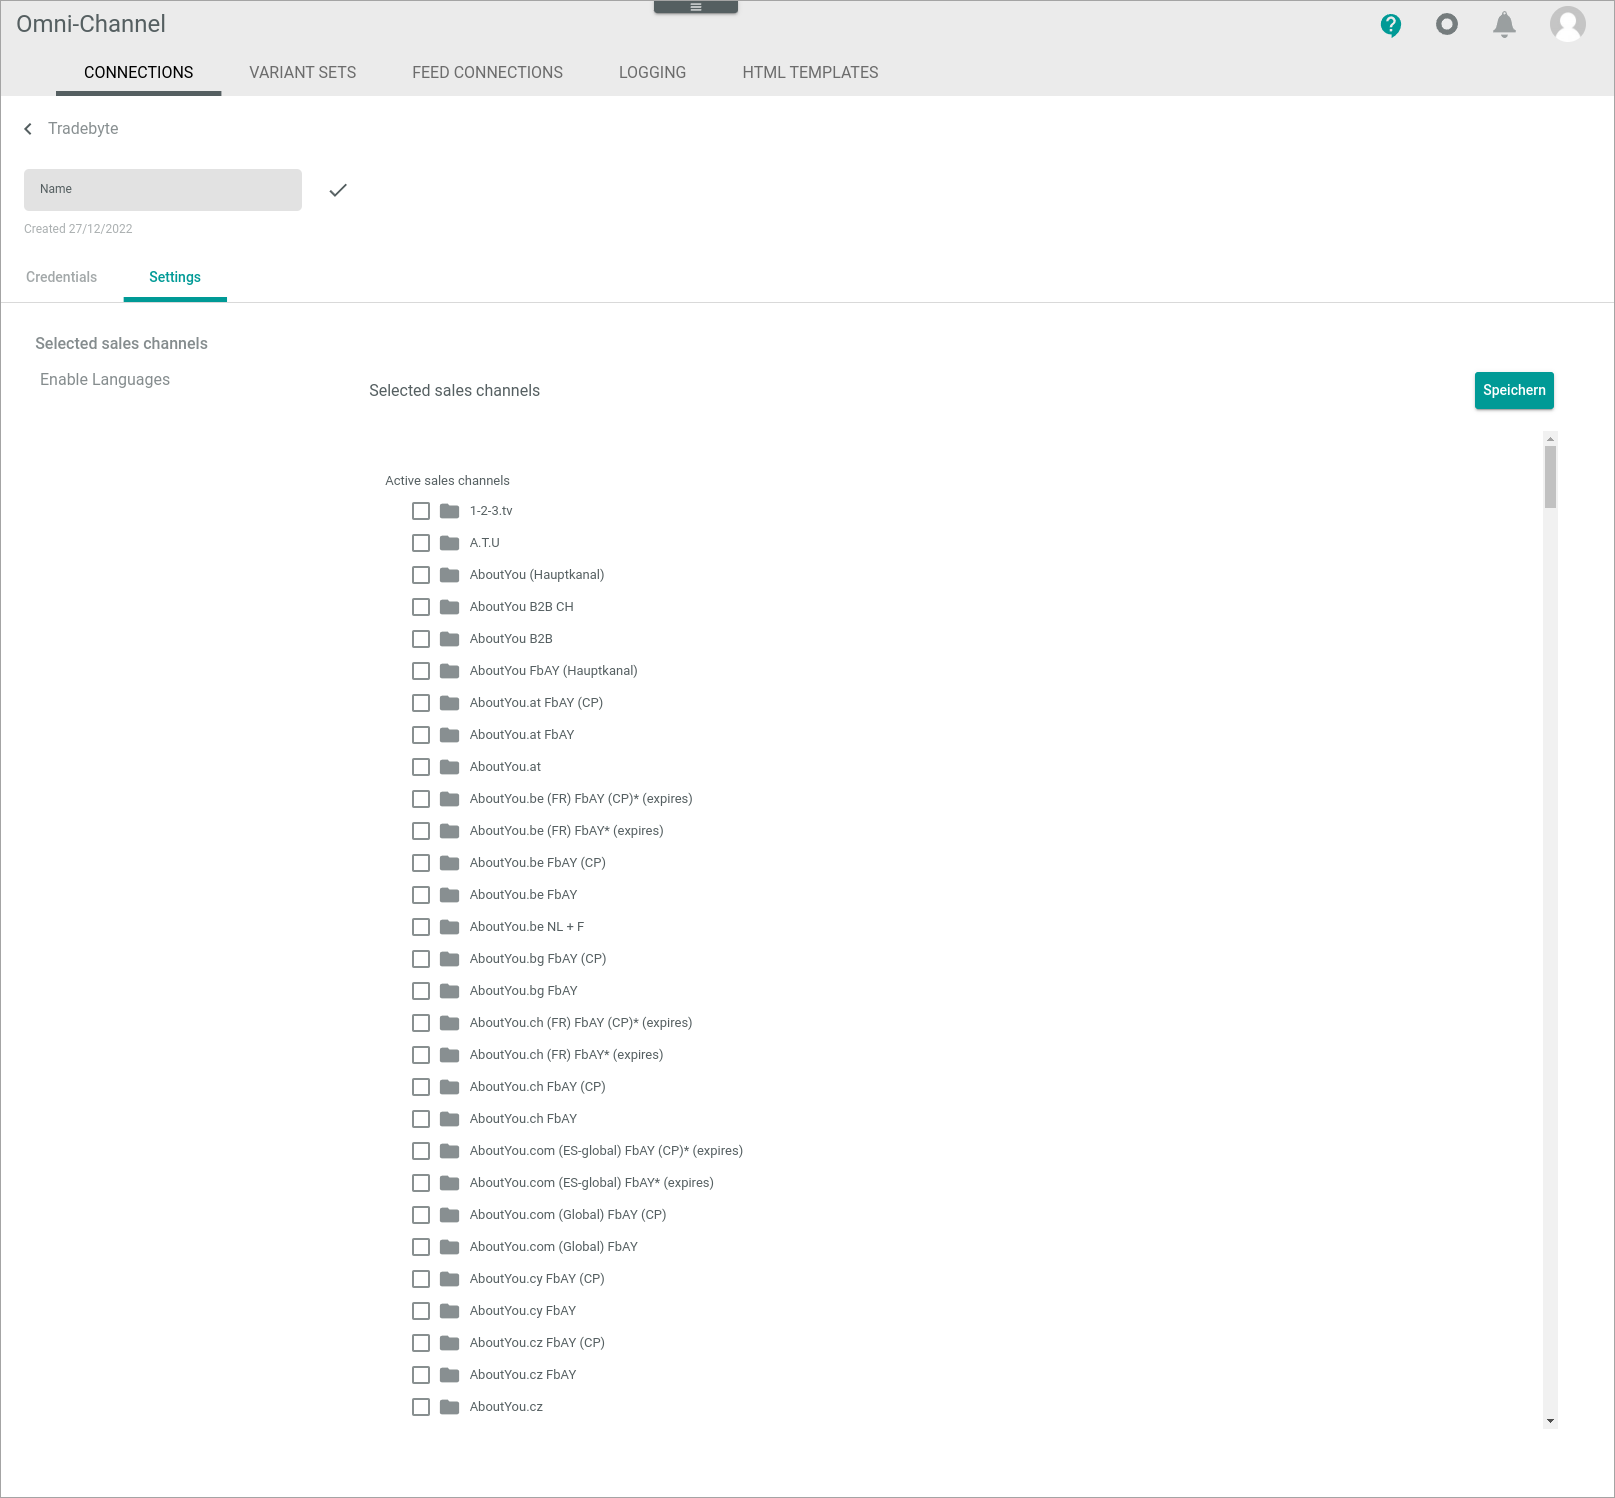 Omni-Channel
CONNECTIONS VARIANT SETS FEED CONNECTIONS LOGGING HTML TEMPLATES
Tradebyte
Name
Created 27/12/2022
Credentials Settings
Selected sales channels
Enable Languages
Selected sales channels Speichern
Active sales channels
1-2-3.tv
A.T.U
AboutYou (Hauptkanal)
AboutYou B2B CH
AboutYou B2B
AboutYou FbAY (Hauptkanal)
AboutYou.at FbAY (CP)
AboutYou.at FbAY
AboutYou.at
AboutYou.be (FR) FbAY (CP)* (expires)
AboutYou.be (FR) FbAY* (expires)
AboutYou.be FbAY (CP)
AboutYou.be FbAY
AboutYou.be NL + F
AboutYou.bg FbAY (CP)
AboutYou.bg FbAY
AboutYou.ch (FR) FbAY (CP)* (expires)
AboutYou.ch (FR) FbAY* (expires)
AboutYou.ch FbAY (CP)
AboutYou.ch FbAY
AboutYou.com (ES-global) FbAY (CP)* (expires)
AboutYou.com (ES-global) FbAY* (expires)
AboutYou.com (Global) FbAY (CP)
AboutYou.com (Global) FbAY
AboutYou.cy FbAY (CP)
AboutYou.cy FbAY
AboutYou.cz FbAY (CP)
AboutYou.cz FbAY
AboutYou.cz